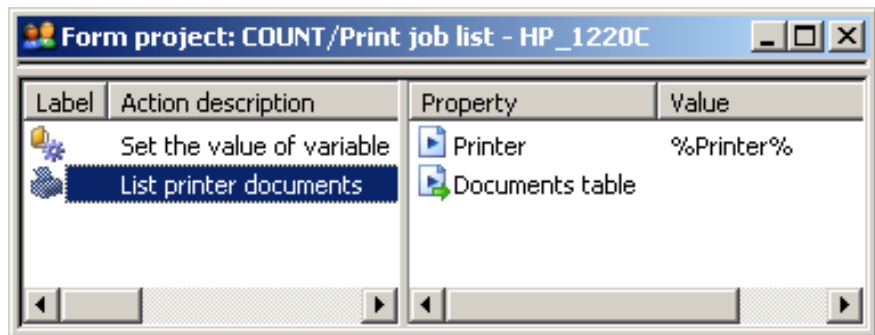 Form project: COUNT/Print job list - HP_1220C
Label Action description Property Value
Set the value of variable Printer %Printer%
List printer documents Documents table